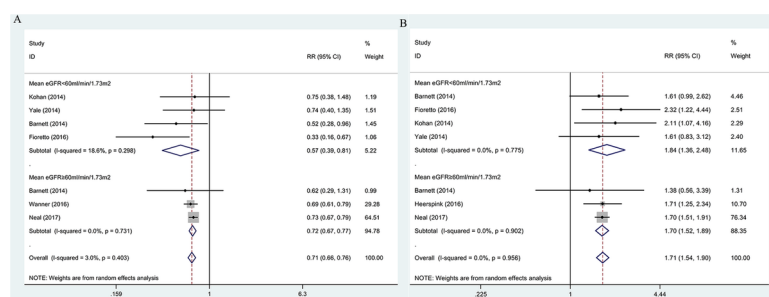 A
Study %
ID RR (95% CI) Weight
Mean eGFR<60ml/min/1.73m2
Kohan (2014) 0.75 (0.38, 1.48) 1.19
Yale (2014) 0.74 (0.40, 1.35) 1.51
Barnett (2014) 0.52 (0.28, 0.96) 1.45
Fioretto (2016) 0.33 (0.16, 0.67) 1.06
Subtotal (I-squared = 18.6%, p = 0.298) 0.57 (0.39, 0.81) 5.22
.
Mean eGFR≥60ml/min/1.73m2
Barnett (2014) 0.62 (0.29, 1.31) 0.99
Wanner (2016) 0.69 (0.61, 0.79) 29.28
Neal (2017) 0.73 (0.67, 0.79) 64.51
Subtotal (I-squared = 0.0%, p = 0.731) 0.72 (0.67, 0.77) 94.78
.
Overall (I-squared = 3.0%, p = 0.403) 0.71 (0.66, 0.76) 100.00
NOTE: Weights are from random effects analysis
.159 1 6.3
B
Study %
ID RR (95% CI) Weight
Mean eGFR<60ml/min/1.73m2
Barnett (2014) 1.61 (0.99, 2.62) 4.46
Fioretto (2016) 2.32 (1.22, 4.44) 2.51
Kohan (2014) 2.11 (1.07, 4.16) 2.29
Yale (2014) 1.61 (0.83, 3.12) 2.40
Subtotal (I-squared = 0.0%, p = 0.775) 1.84 (1.36, 2.48) 11.65
.
Mean eGFR≥60ml/min/1.73m2
Barnett (2014) 1.38 (0.56, 3.39) 1.31
Heerspink (2016) 1.71 (1.25, 2.34) 10.70
Neal (2017) 1.70 (1.51, 1.91) 76.34
Subtotal (I-squared = 0.0%, p = 0.902) 1.70 (1.52, 1.89) 88.35
.
Overall (I-squared = 0.0%, p = 0.956) 1.71 (1.54, 1.90) 100.00
NOTE: Weights are from random effects analysis
.225 1 4.44